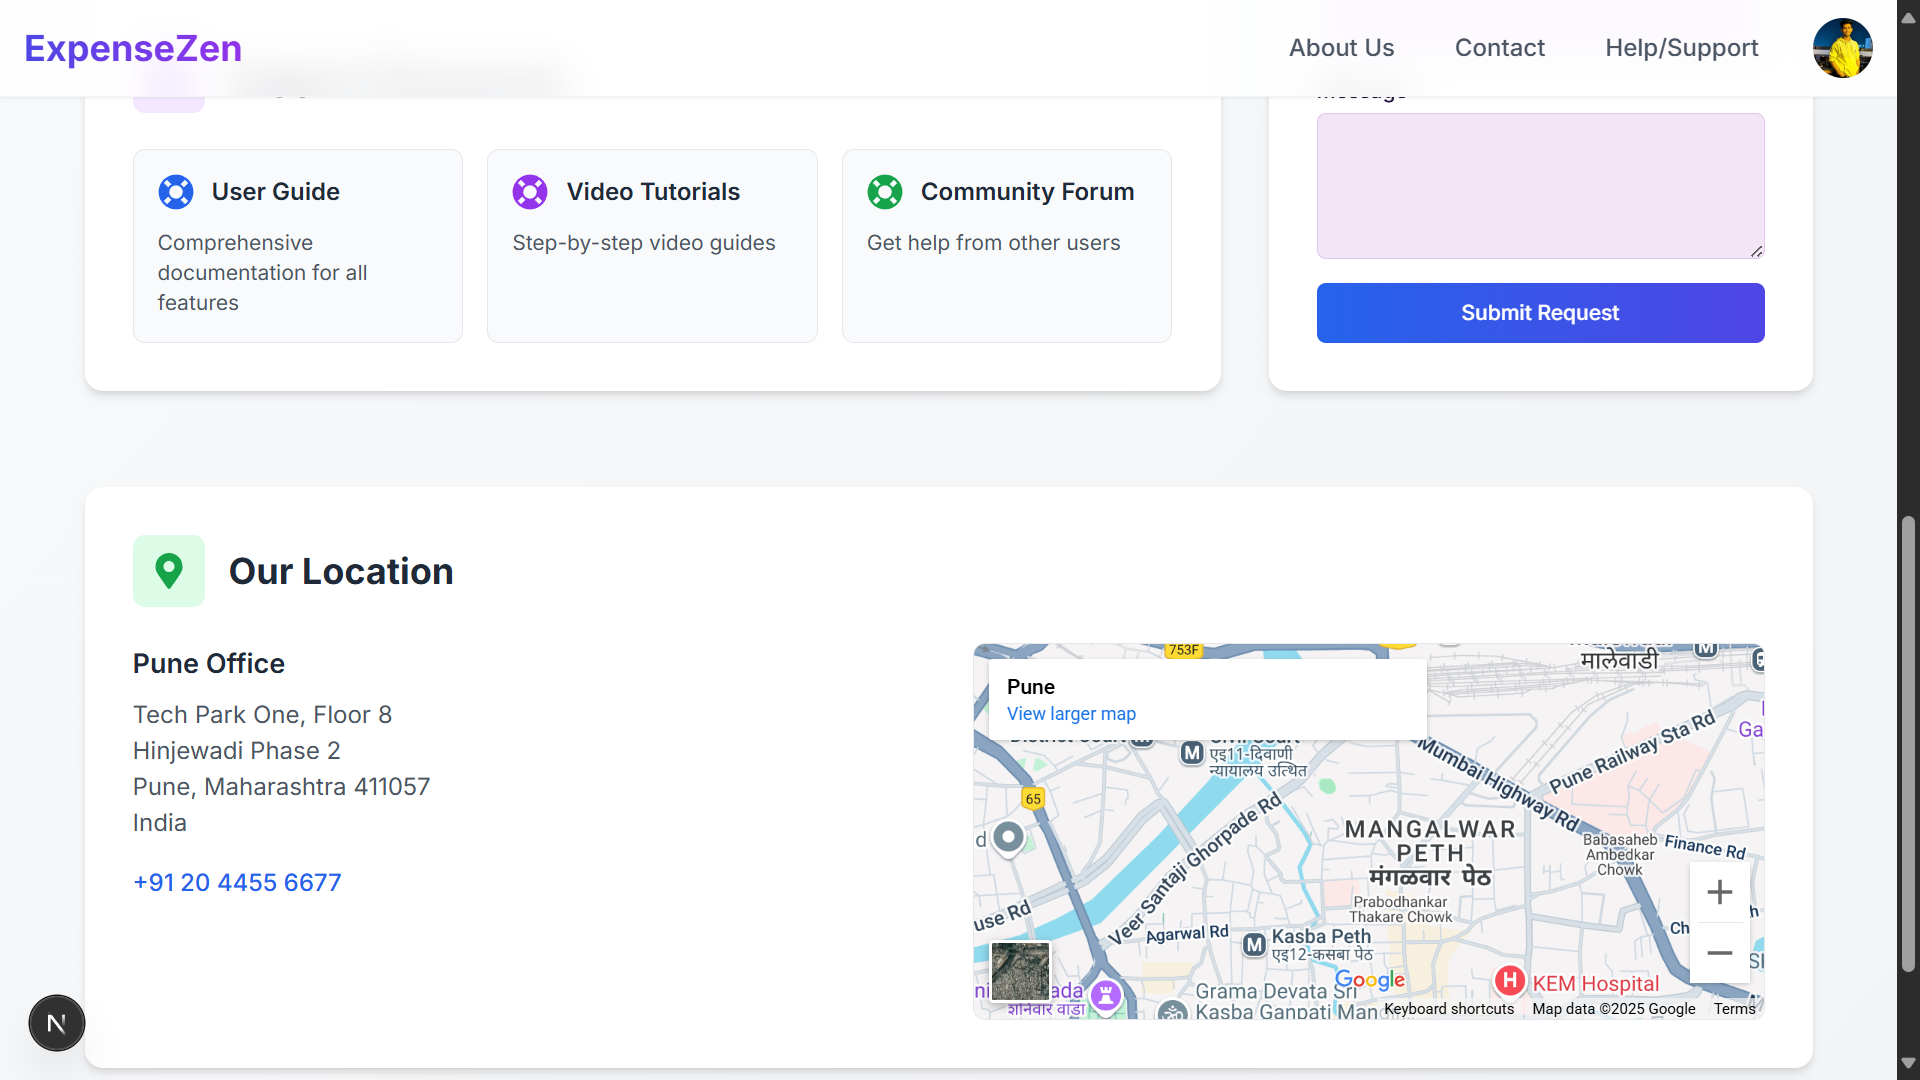 ExpenseZen
About Us
Contact
Help/Support
Message
User Guide
Comprehensive
documentation for all
features
Video Tutorials
Step-by-step video guides
Community Forum
Get help from other users
Submit Request
Our Location
Pune Office
Tech Park One, Floor 8
Hinjewadi Phase 2
Pune, Maharashtra 411057
India
+91 20 4455 6677
Pune
View larger map
753F
मालेवाडी
M
M
एइ11-दिवाणी
न्यायालय उत्थित
Mumbai Highway Rd
Pune Railway Sta Rd
Ga
65
d
Veer Santaji Ghorpade Rd
MANGALWAR
PETH
मंगळवार पेठ
Babasaheb
Ambedkar
Chowk
Finance Rd
Prabodhankar
Thakare Chowk
use Rd
Agarwal Rd
M
Kasba Peth
एइ12-कसबा पेठ
Ch
Google
H
KEM Hospital
ada
शनिवार वाडा
Grama Devata Sri
Kasba Ganpati Man
Keyboard shortcuts
Map data ©2025 Google
Terms
N